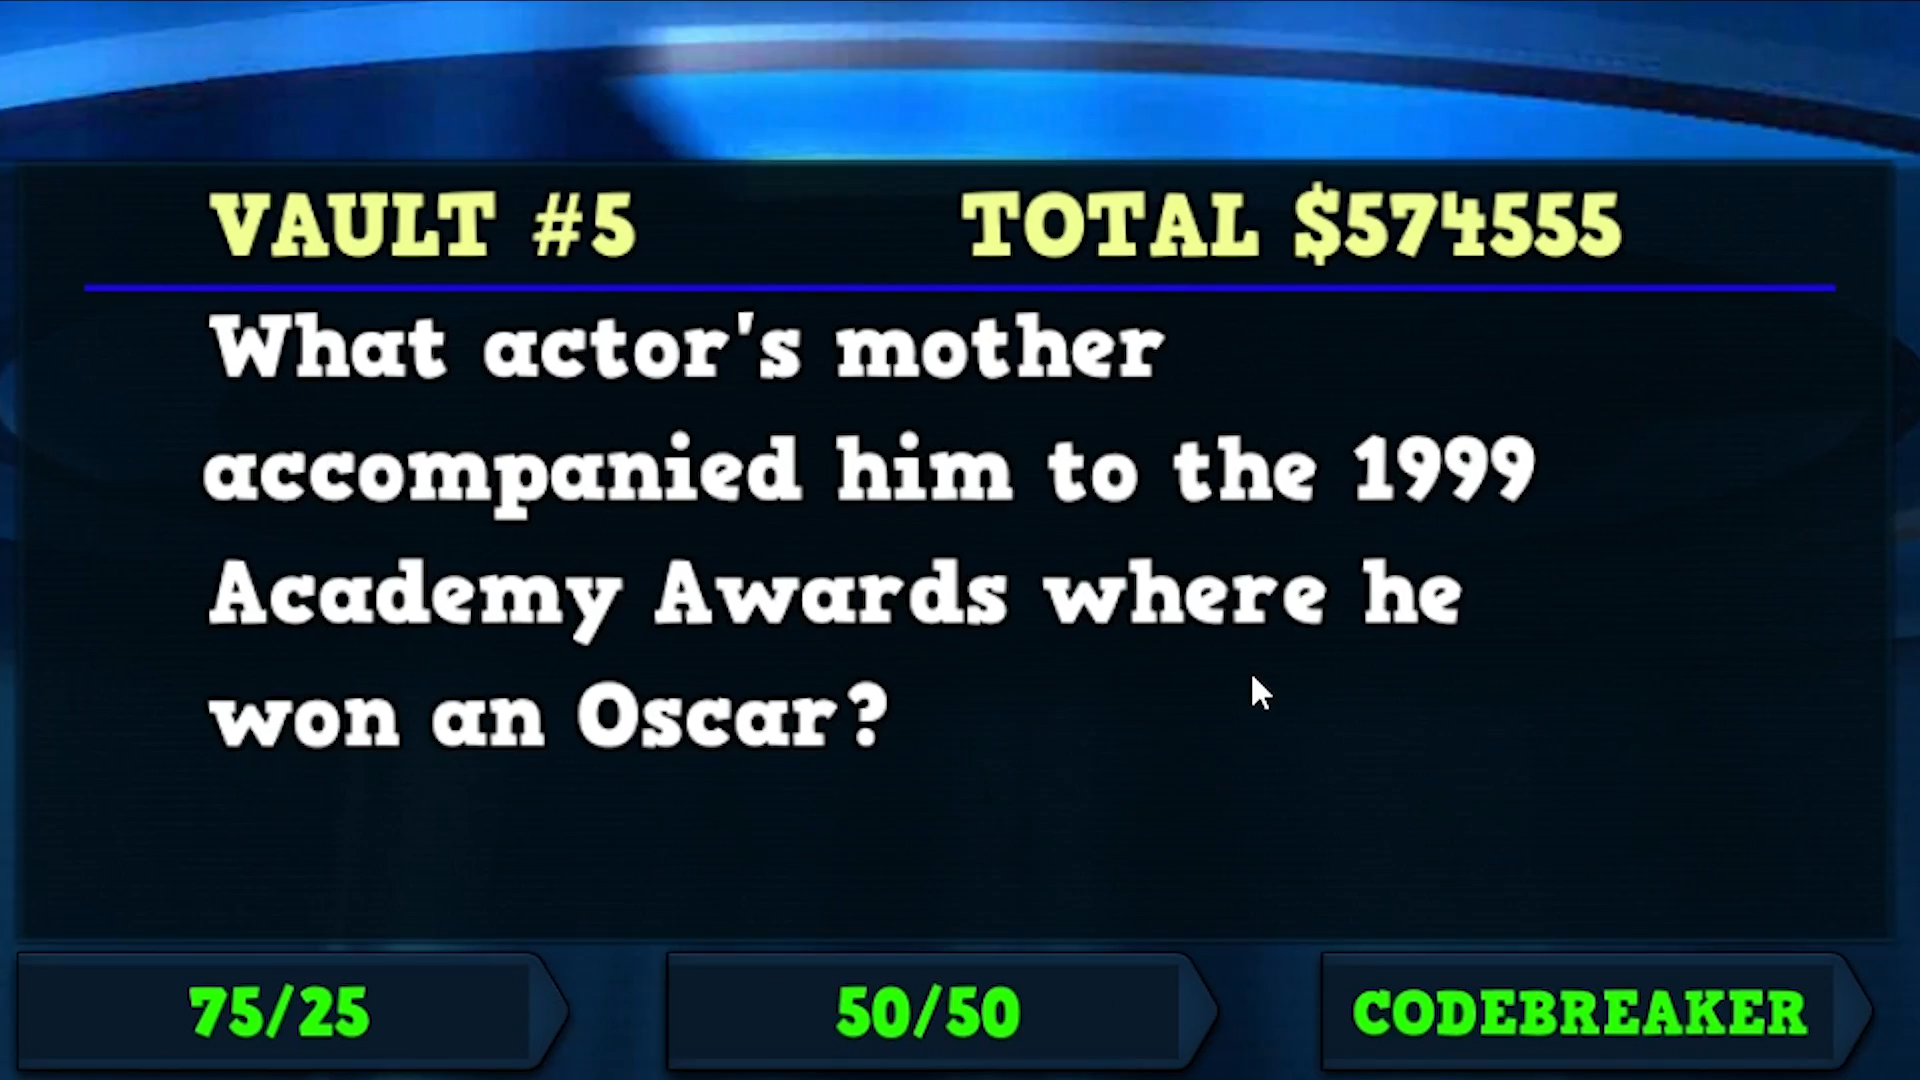 VAULT #5 TOTAL $574555
What actor's mother
accompanied him to the 1999
Academy Awards where he
won an Oscar?
75/25 50/50 CODEBREAKER